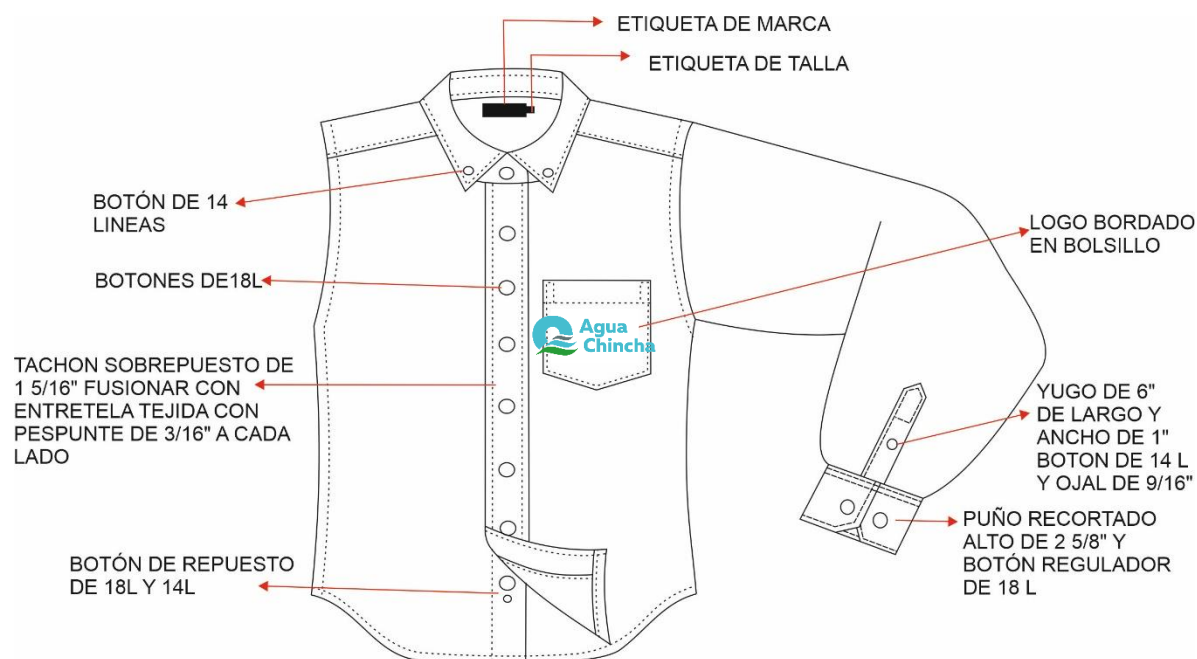 ETIQUETA DE MARCA
ETIQUETA DE TALLA
BOTÓN DE 14
LINEAS
LOGO BORDADO
EN BOLSILLO
BOTONES DE18L
Agua
Chincha
TACHON SOBREPUESTO DE
1 5/16" FUSIONAR CON
ENTRETELA TEJIDA CON
PESPUNTE DE 3/16" A CADA
LADO
YUGO DE 6"
DE LARGO Y
ANCHO DE 1"
BOTON DE 14 L
Y OJAL DE 9/16"
PUÑO RECORTADO
ALTO DE 2 5/8" Y
BOTÓN REGULADOR
DE 18 L
BOTÓN DE REPUESTO
DE 18L Y 14L